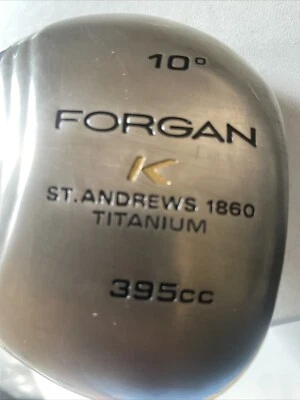 10°
FORGAN
K
ST. ANDREWS 1860
TITANIUM
395cc